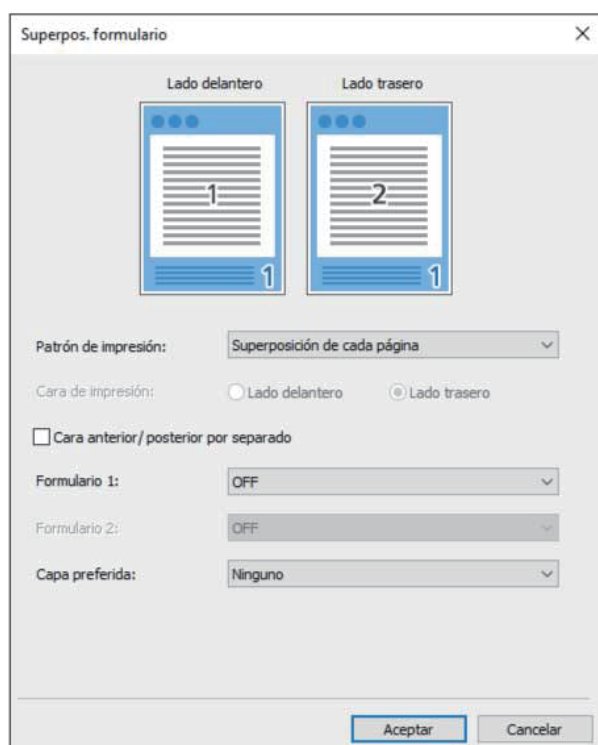 Superpos. formulario
Lado delantero Lado trasero
1 2
1 1
Patrón de impresión: Superposición de cada página
Cara de impresión: Lado delantero Lado trasero
Cara anterior/ posterior por separado
Formulario 1: OFF
Formulario 2: OFF
Capa preferida: Ninguno
Aceptar Cancelar